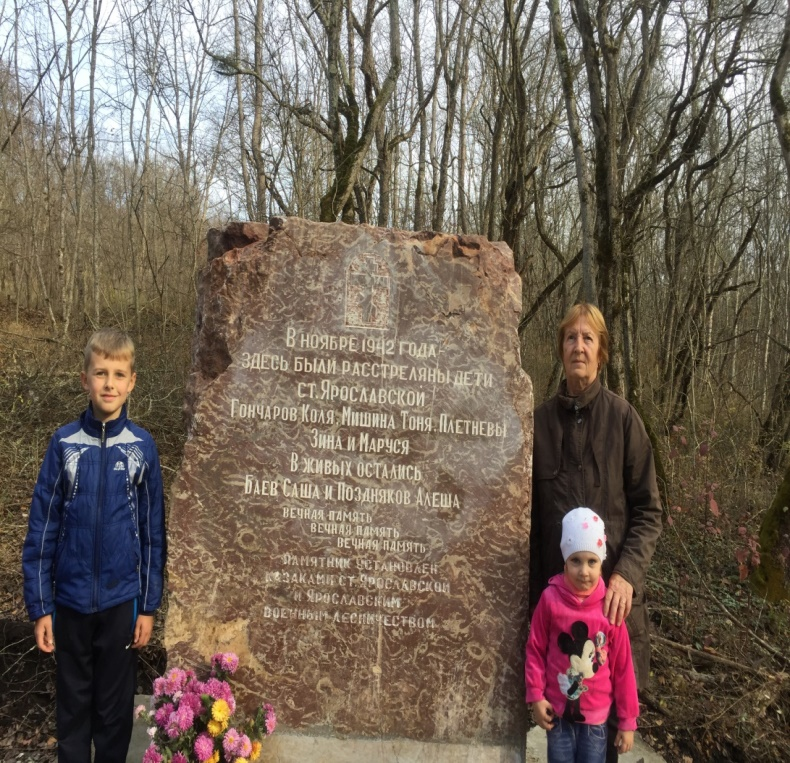 В НОЯБРЕ 1942 ГОДА
ЗДЕСЬ БЫЛИ РАССТРЕЛЯНЫ ДЕТИ
СТ. ЯРОСЛАВСКОЙ
ГОНЧАРОВ КОЛЯ, МИШИНА ТОНЯ, ПЛЕТНЕВЫ
ЗИНА И МАРУСЯ
В ЖИВЫХ ОСТАЛИСЬ
БАЕВ САША И ПОЗДНЯКОВ АЛЕША
ВЕЧНАЯ ПАМЯТЬ
ВЕЧНАЯ ПАМЯТЬ
ВЕЧНАЯ ПАМЯТЬ
ПАМЯТНИК УСТАНОВЛЕН
КАЗАКАМИ СТ. ЯРОСЛАВСКОЙ
И ЯРОСЛАВСКИМ
ВОЕННЫМ ЛЕСНИЧЕСТВОМ